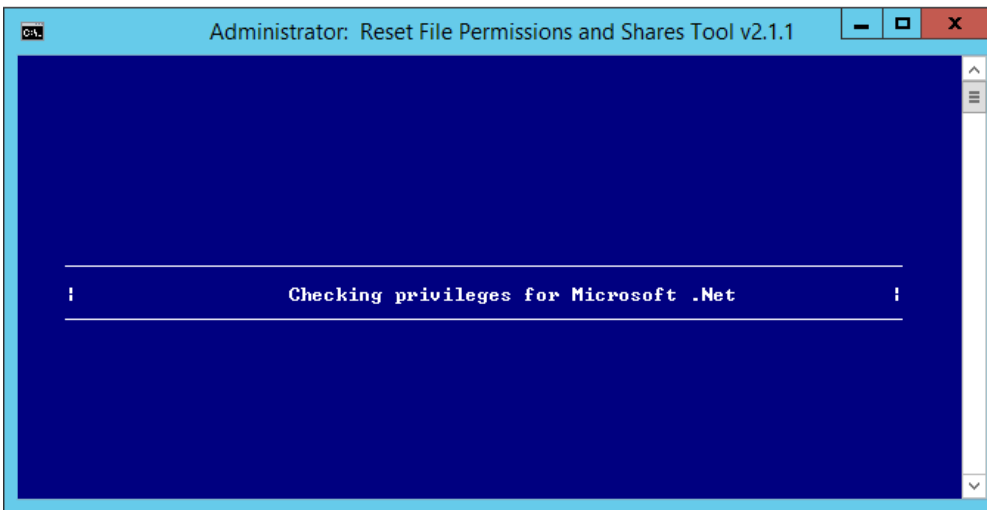 Administrator: Reset File Permissions and Shares Tool v2.1.1
Checking privileges for Microsoft .Net